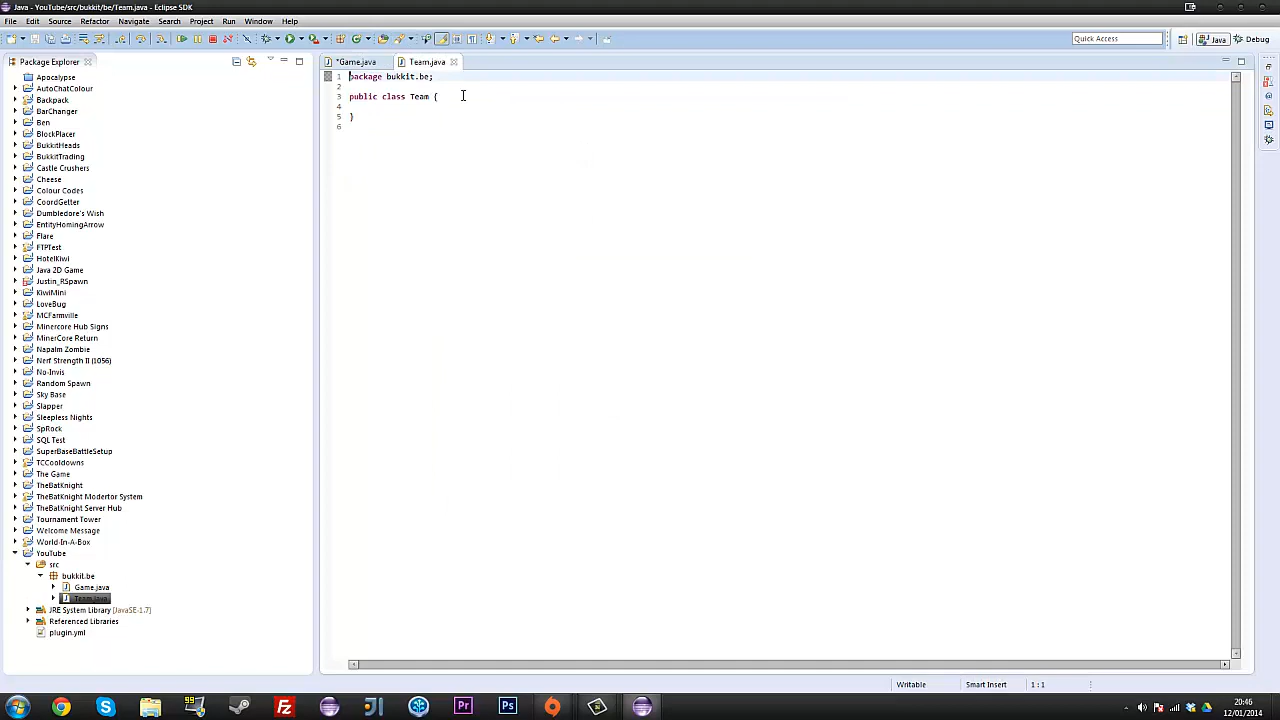 Java - YouTube/src/bukkit/be/Team.java - Eclipse SDK
File Edit Source Refactor Navigate Search Project Run Window Help
Quick Access Java Debug
Package Explorer
*Game.java Team.java
Apocalypse
AutoChatColour
Backpack
BarChanger
Ben
BlockPlacer
BukkitHeads
BukkitTrading
Castle Crushers
Cheese
Colour Codes
CoordGetter
Dumbledore's Wish
EntityHomingArrow
Flare
FTPTest
HotelKiwi
Java 2D Game
Justin_RSpawn
KiwiMini
LoveBug
MCFarmville
Minercore Hub Signs
MinerCore Return
Napalm Zombie
Nerf Strength II (1056)
No-Invis
Random Spawn
Sky Base
Slapper
Sleepless Nights
SpRock
SQL Test
SuperBaseBattleSetup
TCCooldowns
The Game
TheBatKnight
TheBatKnight Modertor System
TheBatKnight Server Hub
Tournament Tower
Welcome Message
World-In-A-Box
YouTube
src
bukkit.be
Game.java
Team.java
JRE System Library [JavaSE-1.7]
Referenced Libraries
plugin.yml
1 package bukkit.be;
2
3 public class Team {
4
5 }
6
Writable Smart Insert 1 : 1
99
Fz
Pr
Ps
20:46
12/01/2014